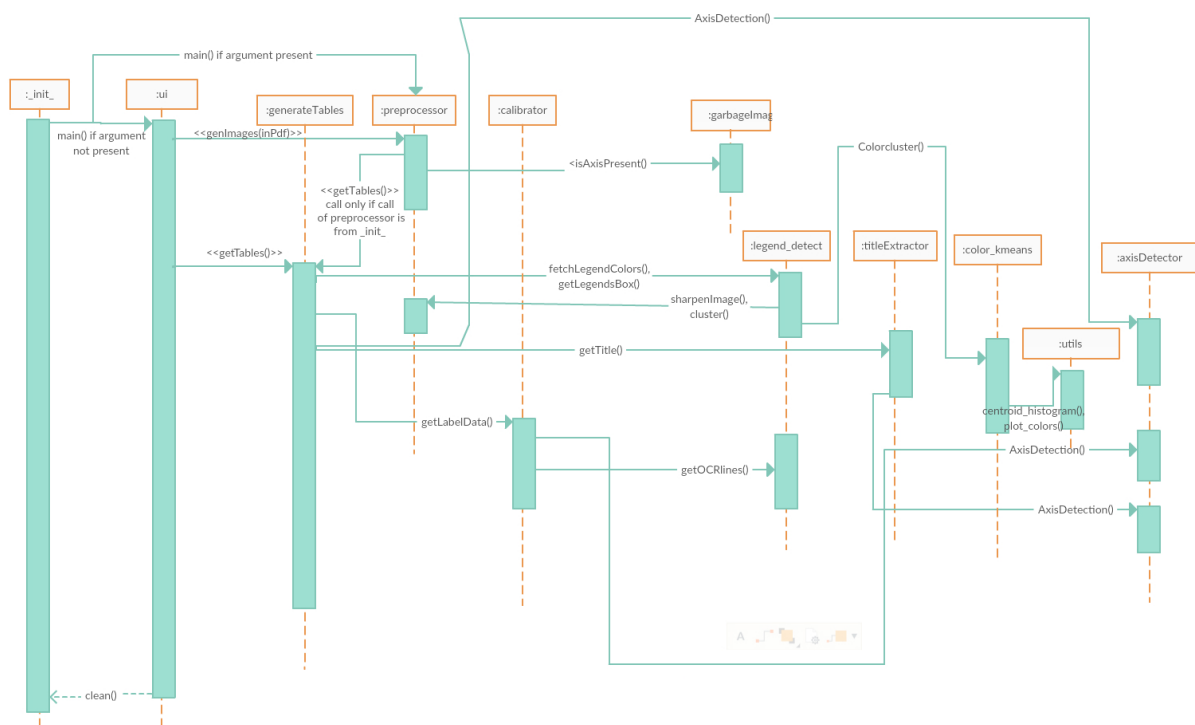 AxisDetection()
main() if argument present
:_init_
:ui
:generateTables
:preprocessor
:calibrator
:garbageImag
main() if argument
not present
<<genImages(inPdf)>>
<isAxisPresent()
Colorcluster()
<<getTables()>>
call only if call
of preprocessor is
from _init_
<<getTables()>>
:legend_detect
:titleExtractor
:color_kmeans
:axisDetector
fetchLegendColors(),
getLegendsBox()
sharpenImage(),
cluster()
getTitle()
:utils
getLabelData()
centroid_histogram(),
plot_colors()
AxisDetection()
getOCRlines()
AxisDetection()
A
clean()